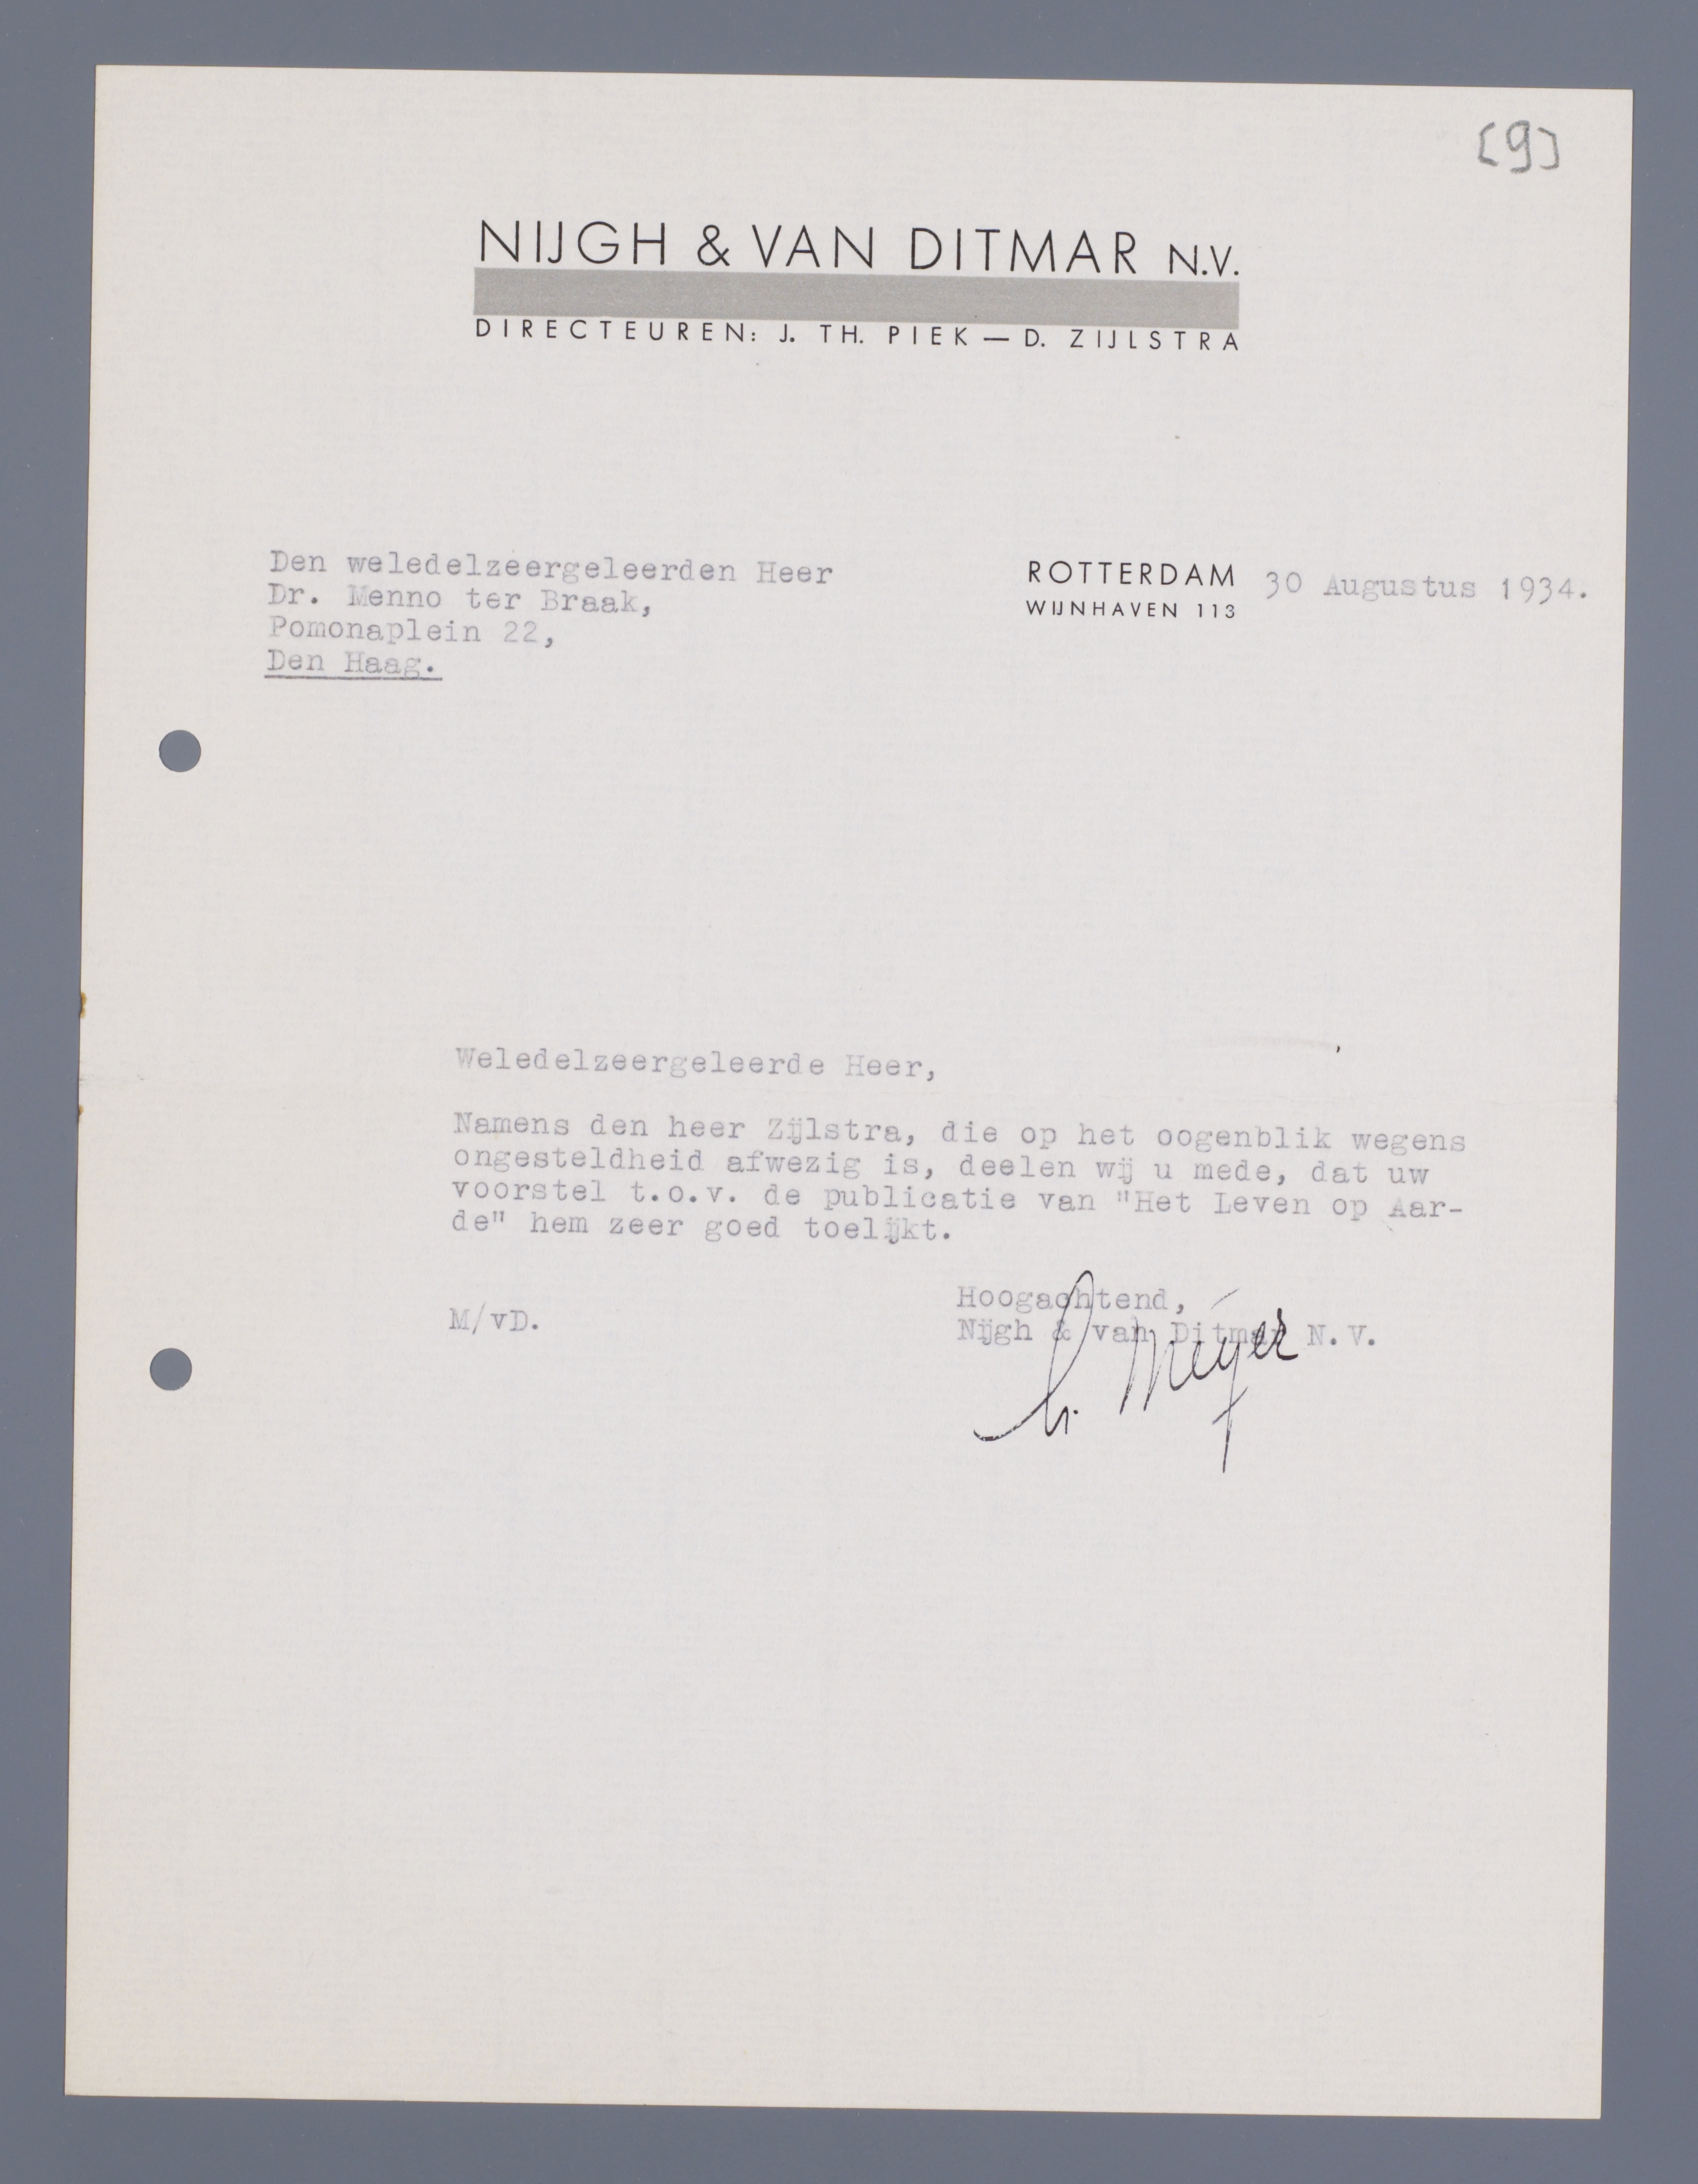 [9]
NIJGH & VAN DITMAR N.V.
DIRECTEUREN: J. TH. PIEK — D. ZIJLSTRA
Den weledelzeergeleerden Heer
Dr. Menno ter Braak,
Pomonaplein 22,
Den Haag.
ROTTERDAM 30 Augustus 1934.
WIJNHAVEN 113
Weledelzeergeleerde Heer,
Namens den heer Zijlstra, die op het oogenblik wegens
ongesteldheid afwezig is, deelen wij u mede, dat uw
voorstel t.o.v. de publicatie van "Het Leven op Aar-
de" hem zeer goed toelijkt.
Hoogachtend,
M/vD.
Nijgh & van Ditmar N.V.
Meyer